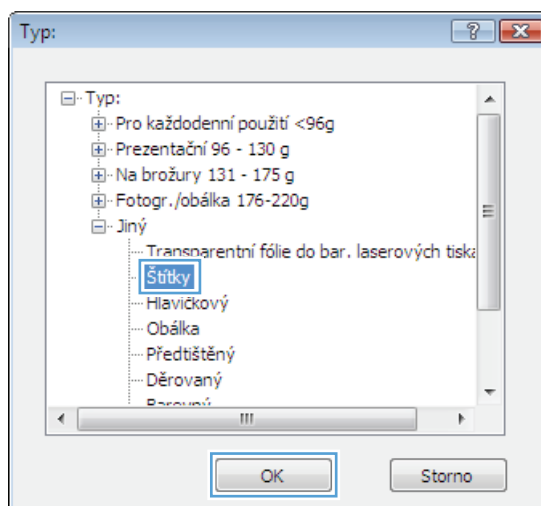 Typ:
Typ:
Pro každodenní použití <96g
Prezentační 96 - 130 g
Na brožury 131 - 175 g
Fotogr./obálka 176-220g
Jiný
Transparentní fólie do bar. laserových tiska
Štítky
Hlavičkový
Obálka
Předtištěný
Děrovaný
Barevný
OK
Storno